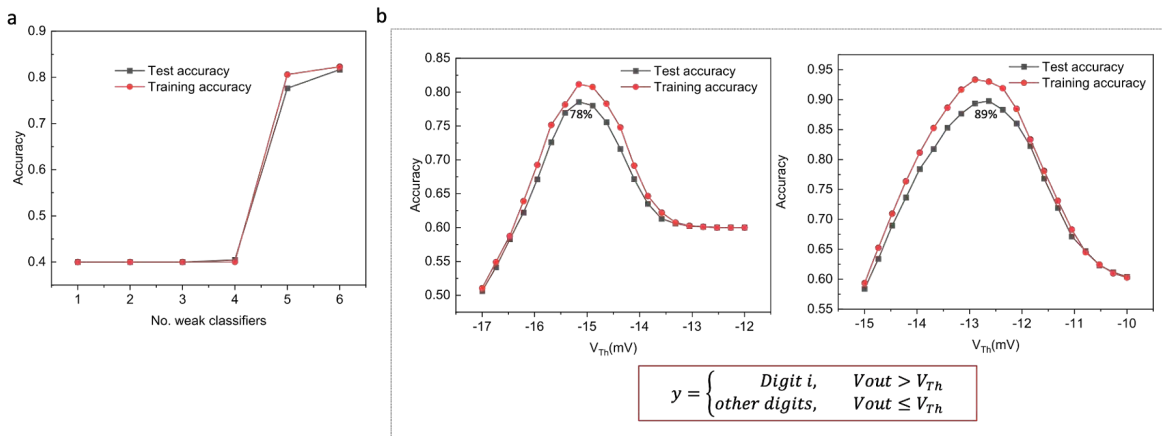 a
b
0.9
0.8
0.7
0.6
0.5
0.4
Accuracy
Test accuracy
Training accuracy
1 2 3 4 5 6
No. weak classifiers
0.85
0.80
0.75
0.70
0.65
0.60
0.55
0.50
Accuracy
Test accuracy
Training accuracy
78%
-17 -16 -15 -14 -13 -12
V_Th(mV)
0.95
0.90
0.85
0.80
0.75
0.70
0.65
0.60
0.55
Accuracy
Test accuracy
Training accuracy
89%
-15 -14 -13 -12 -11 -10
V_Th(mV)
y = { Digit i, Vout > V_Th
other digits, Vout ≤ V_Th